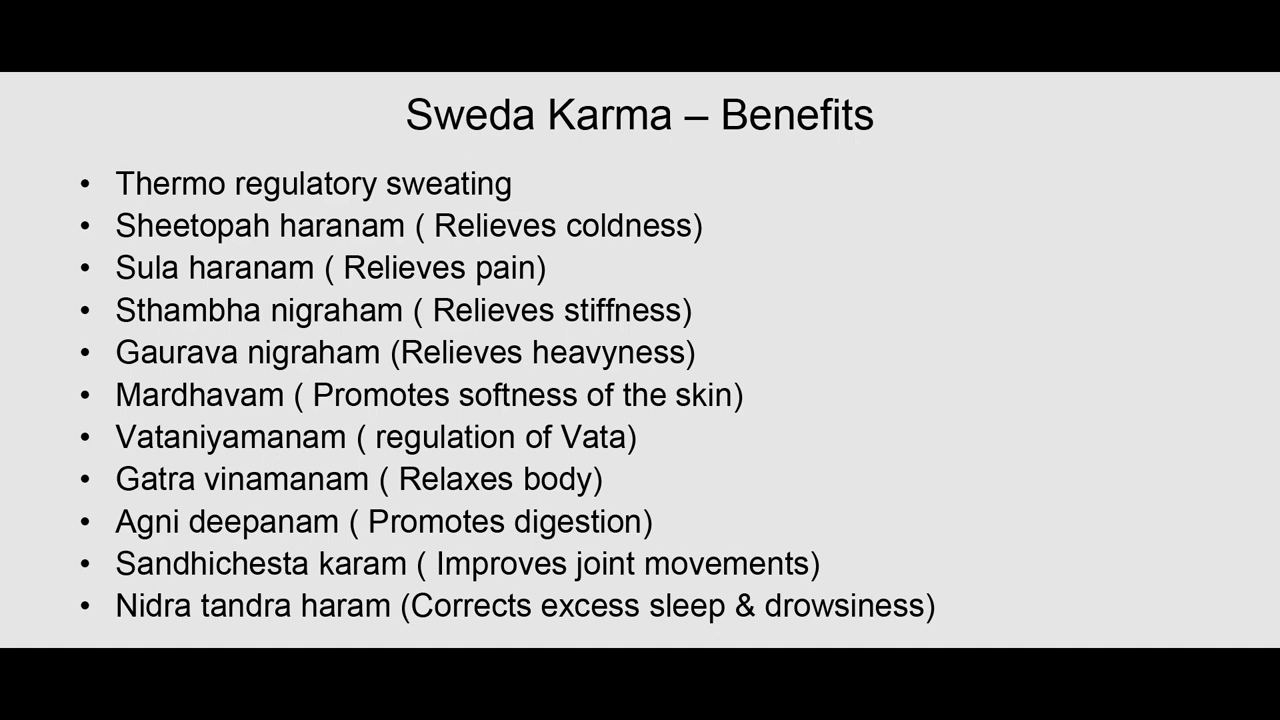 Sweda Karma – Benefits
• Thermo regulatory sweating
• Sheetopah haranam ( Relieves coldness)
• Sula haranam ( Relieves pain)
• Sthambha nigraham ( Relieves stiffness)
• Gaurava nigraham (Relieves heavyness)
• Mardhavam ( Promotes softness of the skin)
• Vataniyamanam ( regulation of Vata)
• Gatra vinamanam ( Relaxes body)
• Agni deepanam ( Promotes digestion)
• Sandhichesta karam ( Improves joint movements)
• Nidra tandra haram (Corrects excess sleep & drowsiness)